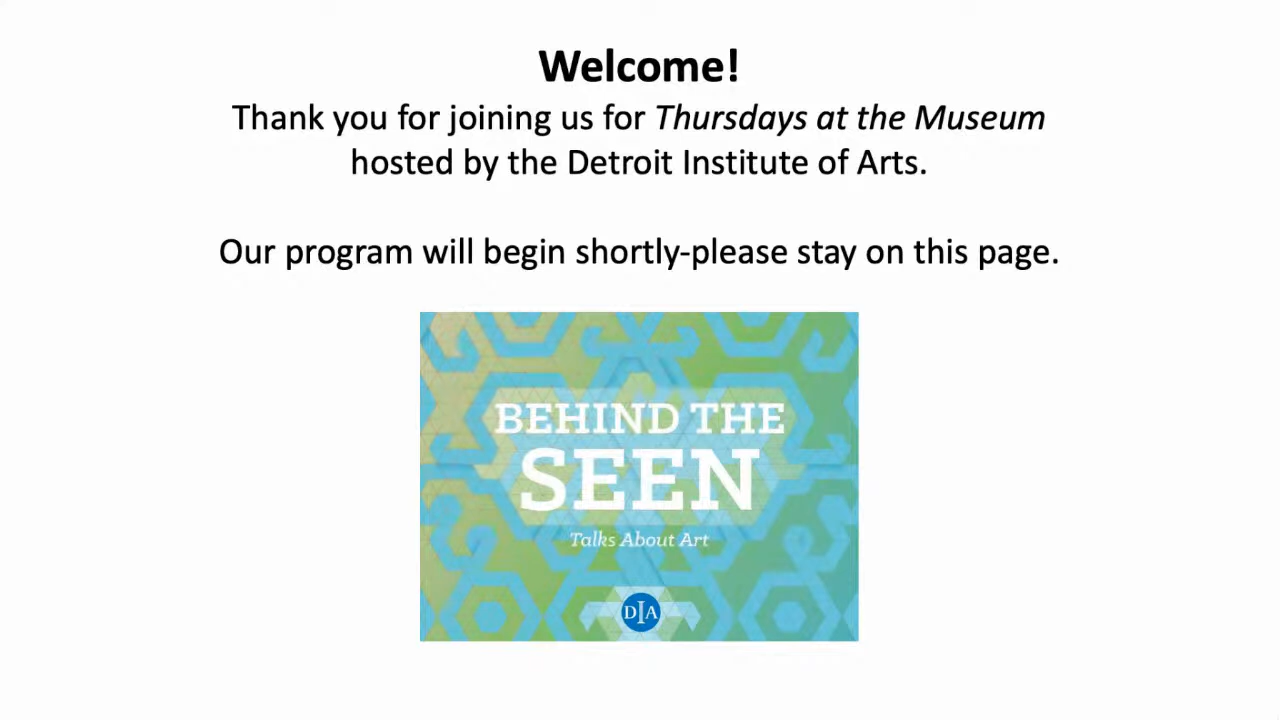 Welcome!
Thank you for joining us for Thursdays at the Museum
hosted by the Detroit Institute of Arts.
Our program will begin shortly-please stay on this page.
BEHIND THE
SEEN
Talks About Art
DIA